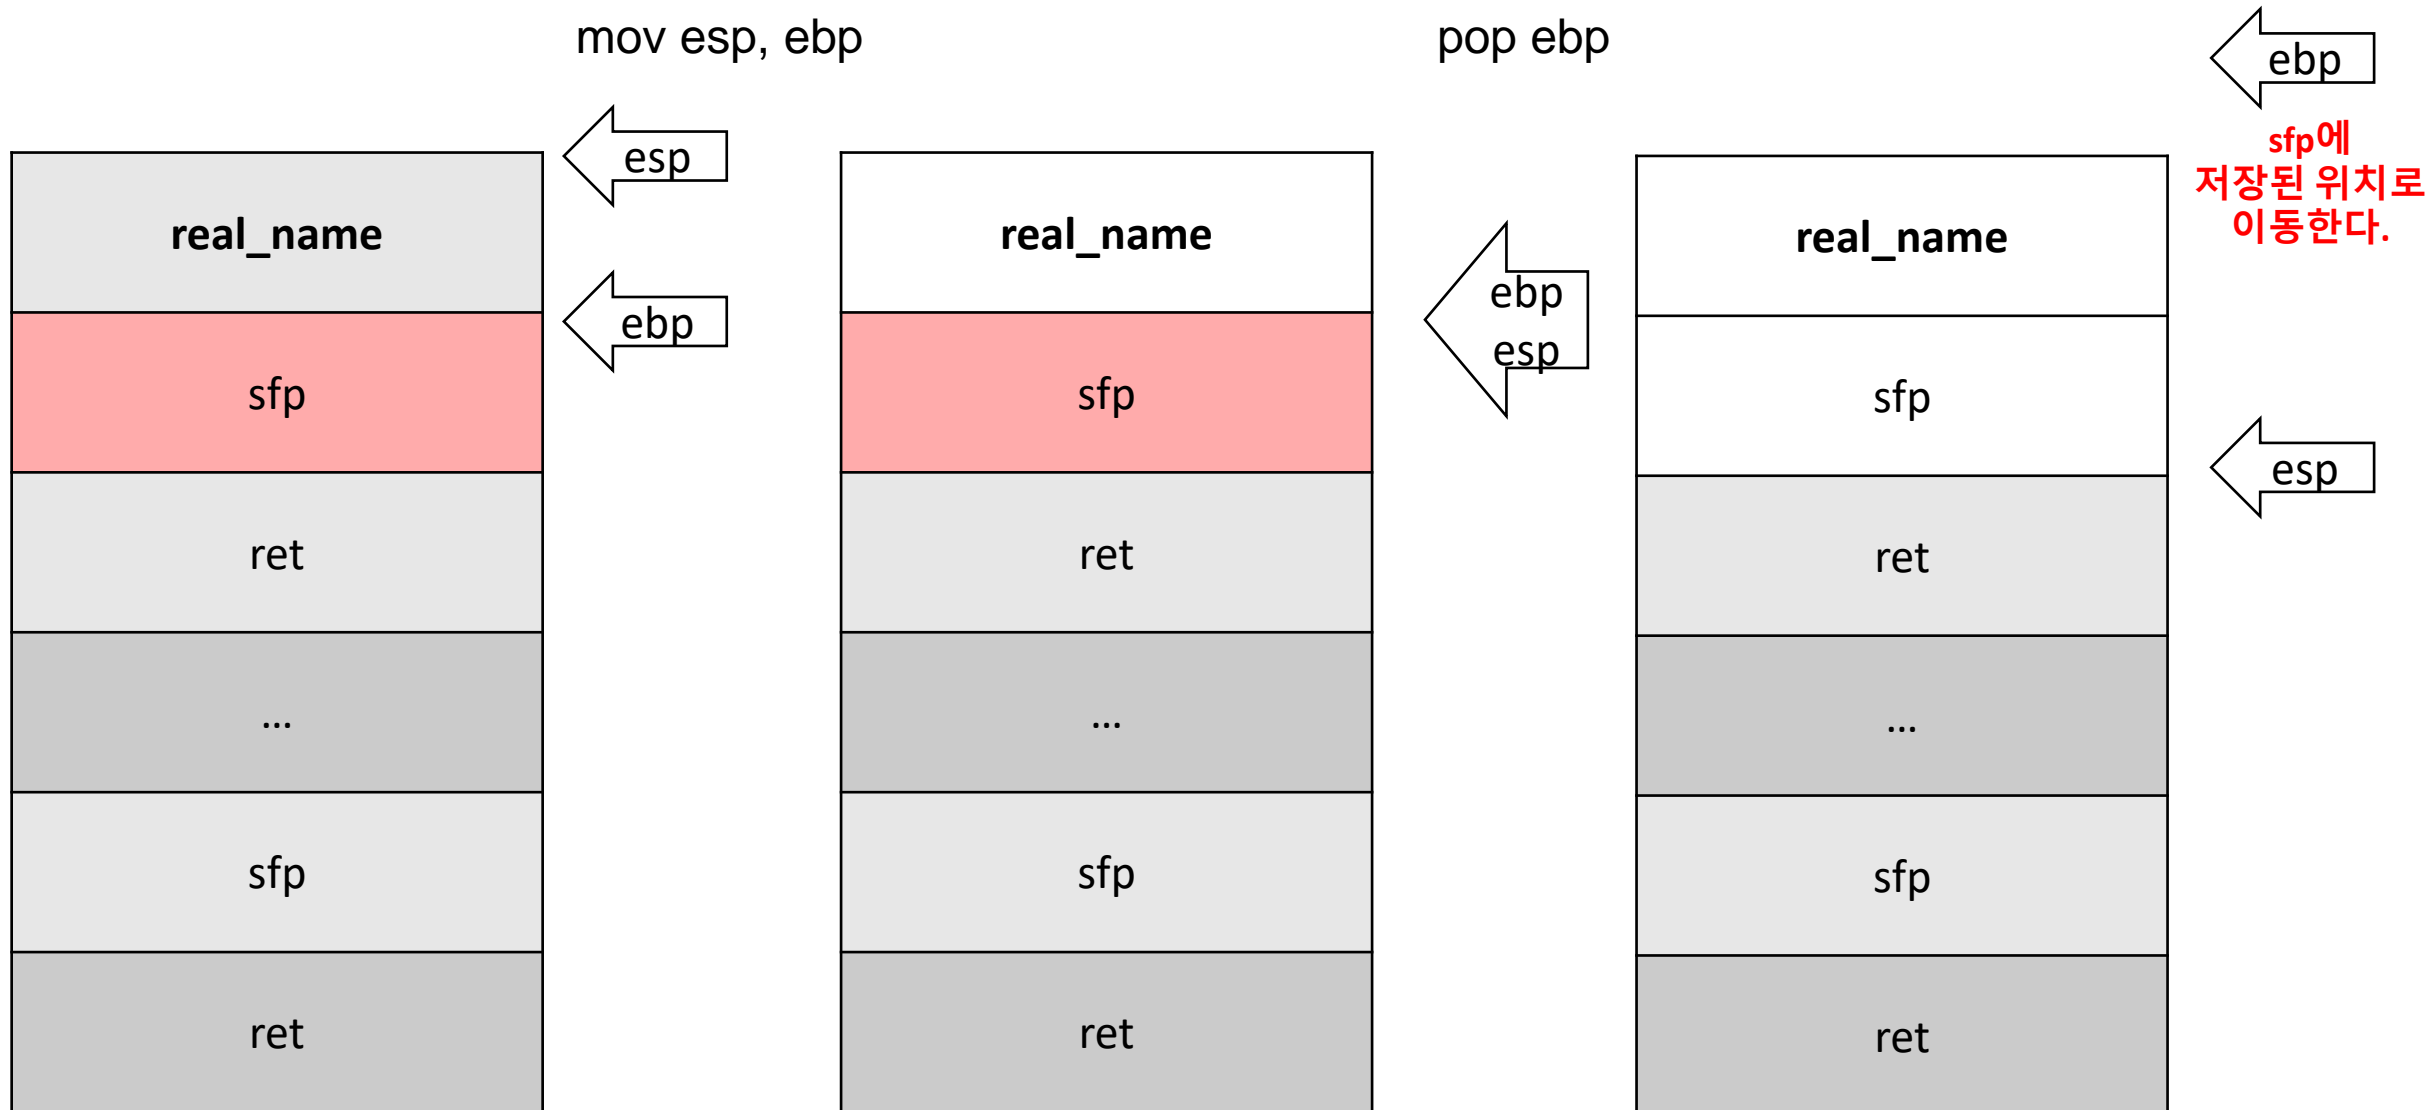 mov esp, ebp
pop ebp
ebp
esp
sfp에
저장된 위치로
이동한다.
real_name
real_name
real_name
ebp
ebp
esp
sfp
sfp
sfp
esp
ret
ret
ret
...
...
...
sfp
sfp
sfp
ret
ret
ret